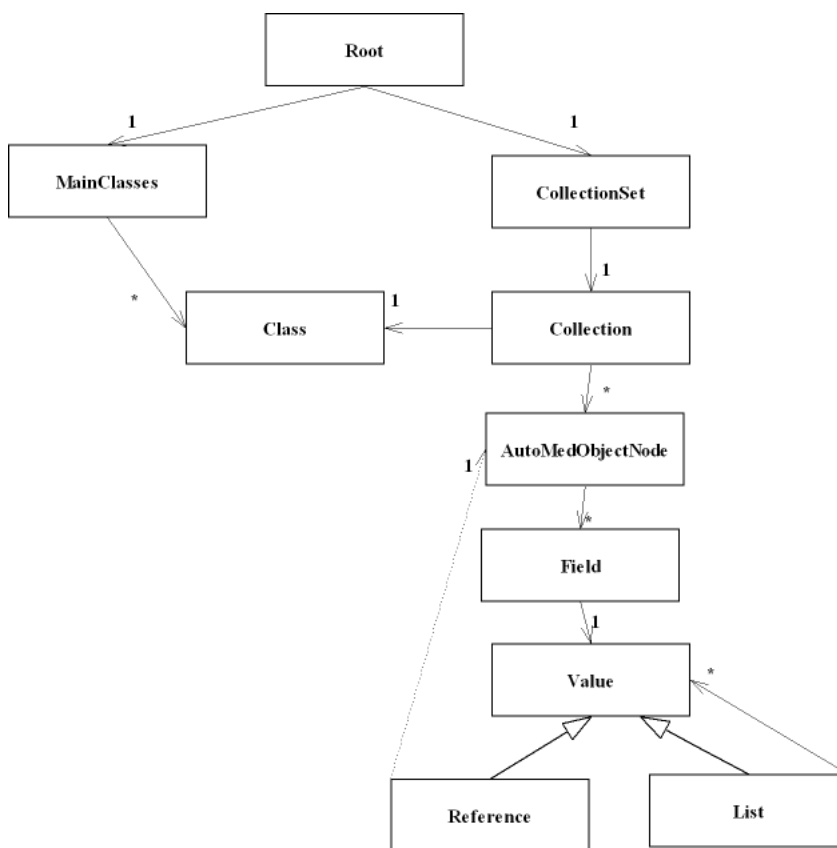 Root
1
1
MainClasses
CollectionSet
*
1
1
Class
Collection
*
1
AutoMedObjectNode
*
Field
1
Value
*
Reference
List